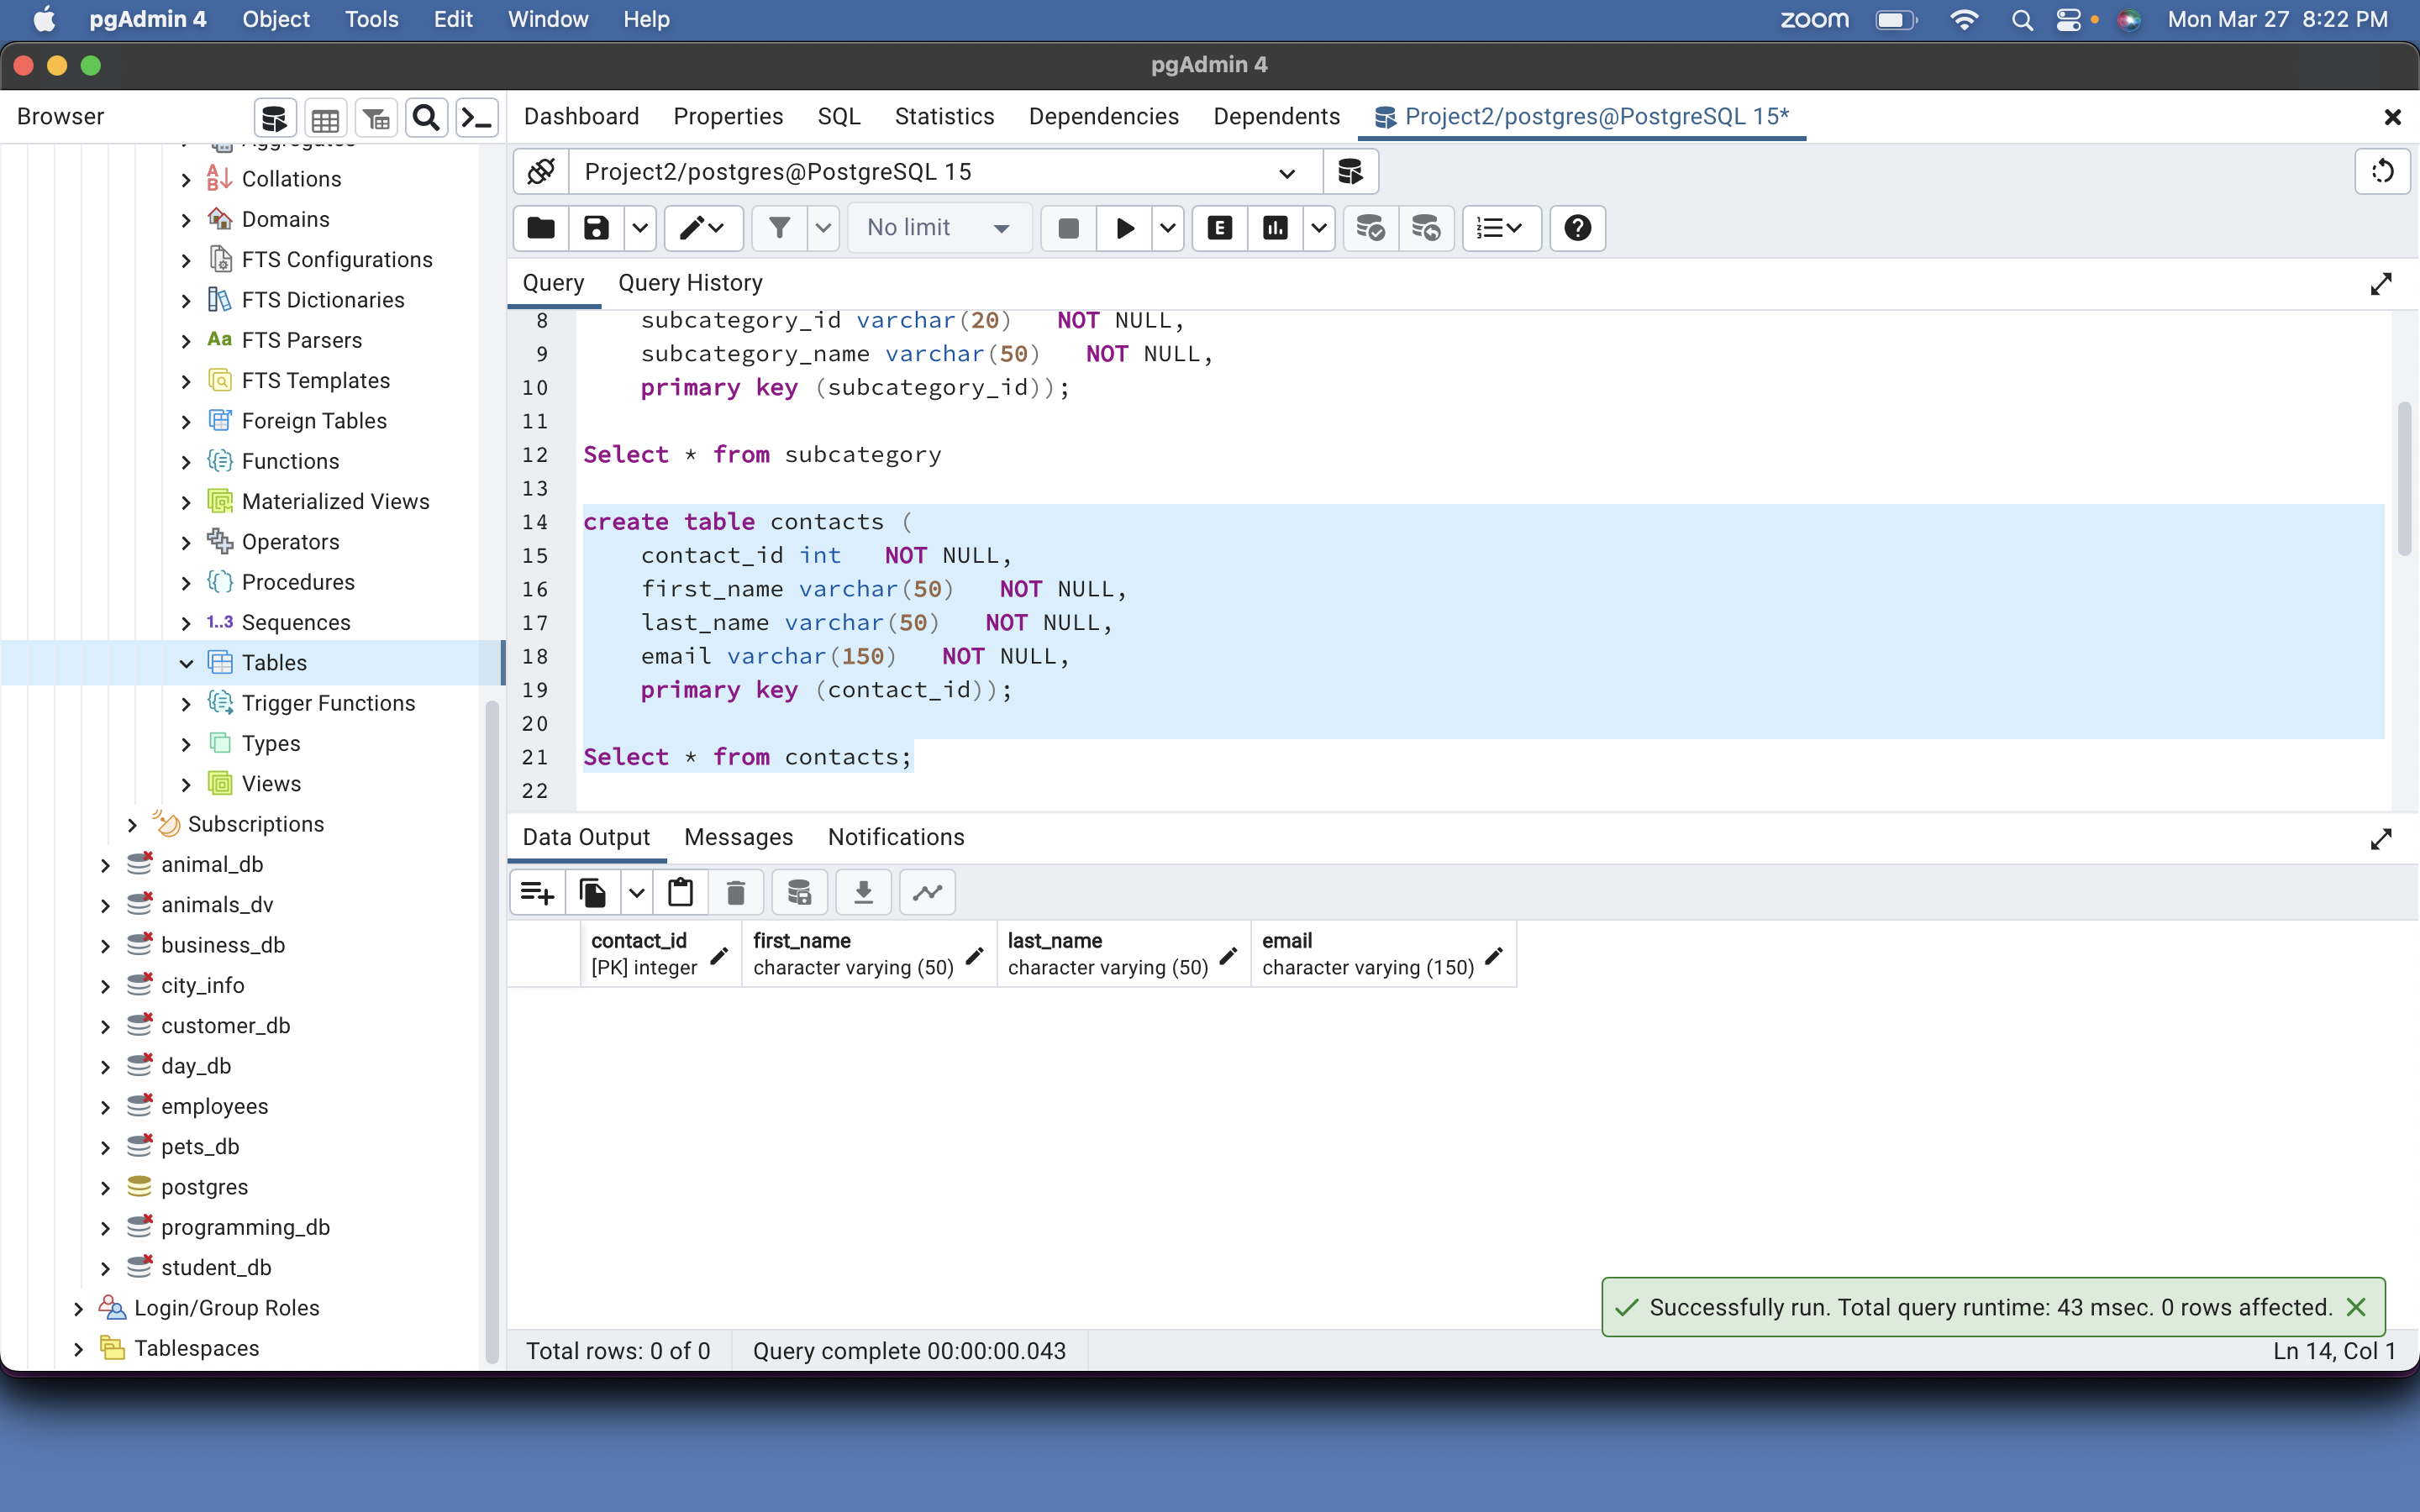 pgAdmin 4 Object Tools Edit Window Help zoom Mon Mar 27 8:22 PM
pgAdmin 4
Browser
Dashboard Properties SQL Statistics Dependencies Dependents Project2/postgres@PostgreSQL 15*
Aggregates
Collations
Domains
FTS Configurations
FTS Dictionaries
Aa FTS Parsers
FTS Templates
Foreign Tables
Functions
Materialized Views
Operators
Procedures
1..3 Sequences
Tables
Trigger Functions
Types
Views
Subscriptions
animal_db
animals_dv
business_db
city_info
customer_db
day_db
employees
pets_db
postgres
programming_db
student_db
Login/Group Roles
Tablespaces
Project2/postgres@PostgreSQL 15
No limit
E
Query Query History
8 subcategory_id varchar(20) NOT NULL,
9 subcategory_name varchar(50) NOT NULL,
10 primary key (subcategory_id));
11
12 Select * from subcategory
13
14 create table contacts (
15 contact_id int NOT NULL,
16 first_name varchar(50) NOT NULL,
17 last_name varchar(50) NOT NULL,
18 email varchar(150) NOT NULL,
19 primary key (contact_id));
20
21 Select * from contacts;
22
Data Output Messages Notifications
contact_id first_name last_name email
[PK] integer character varying (50) character varying (50) character varying (150)
Successfully run. Total query runtime: 43 msec. 0 rows affected.
Total rows: 0 of 0 Query complete 00:00:00.043 Ln 14, Col 1